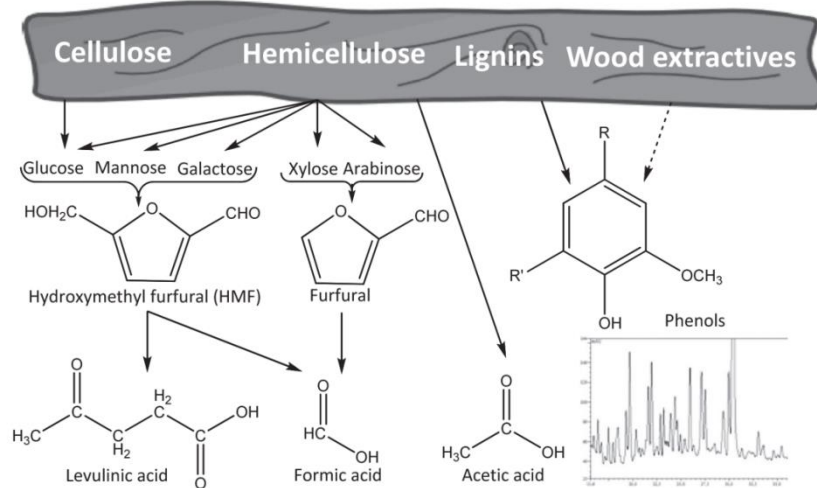 Cellulose Hemicellulose Lignins Wood extractives
Glucose Mannose Galactose Xylose Arabinose
R
HOH₂C O CHO O CHO
R' OCH₃
Hydroxymethyl furfural (HMF) Furfural
OH Phenols
O
H₂
C OH
H₃C C C C
H₂ O
Levulinic acid
O
HC
OH
Formic acid
O
C
H₃C OH
Acetic acid